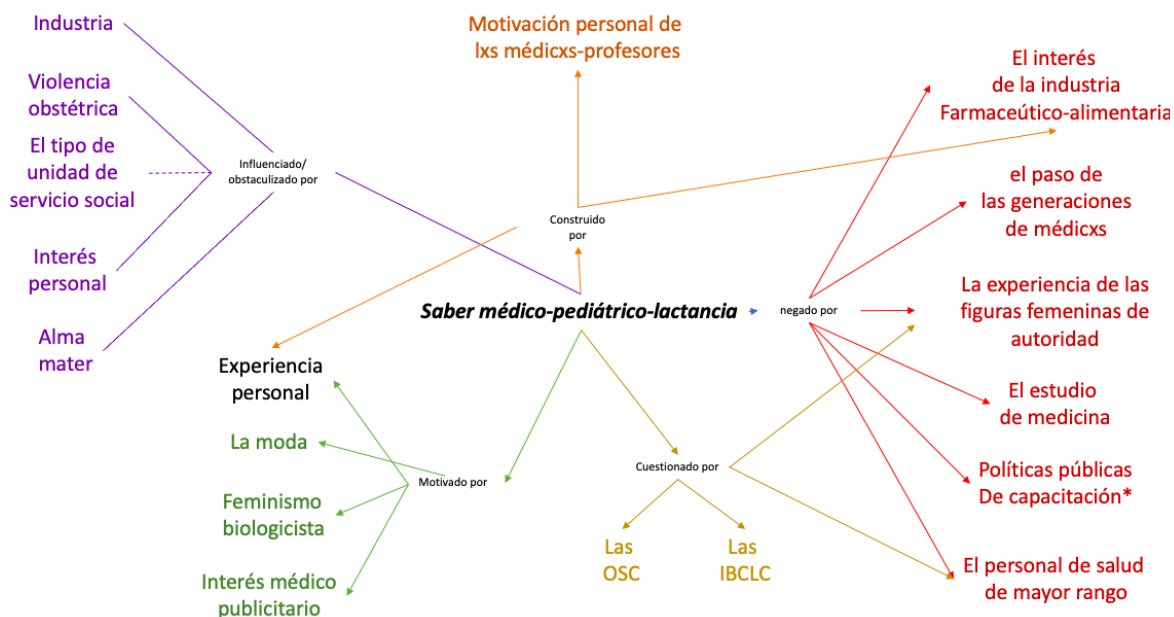 Industria
Violencia
obstétrica
El tipo de
unidad de
servicio social
Interés
personal
Alma
mater
Influenciado/
obstaculizado por
Motivación personal de
lxs médicxs-profesores
Construido
por
Saber médico-pediátrico-lactancia
negado por
El interés
de la industria
Farmaceútico-alimentaria
el paso de
las generaciones
de médicxs
La experiencia de las
figuras femeninas de
autoridad
El estudio
de medicina
Políticas públicas
De capacitación*
El personal de salud
de mayor rango
Experiencia
personal
La moda
Feminismo
biologicista
Interés médico
publicitario
Motivado por
Cuestionado por
Las
OSC
Las
IBCLC